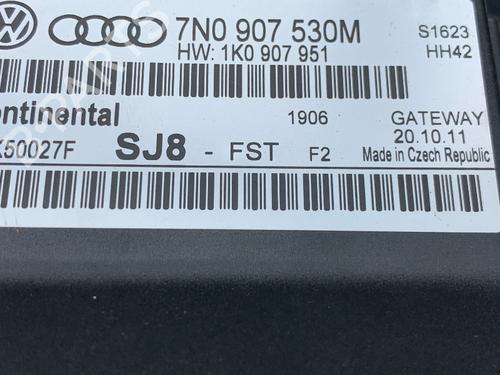 7N0 907 530M
HW: 1K0 907 951
S1623
HH42
ontinental
1906
GATEWAY
20.10.11
K50027F
SJ8 - FST F2
Made in Czech Republic